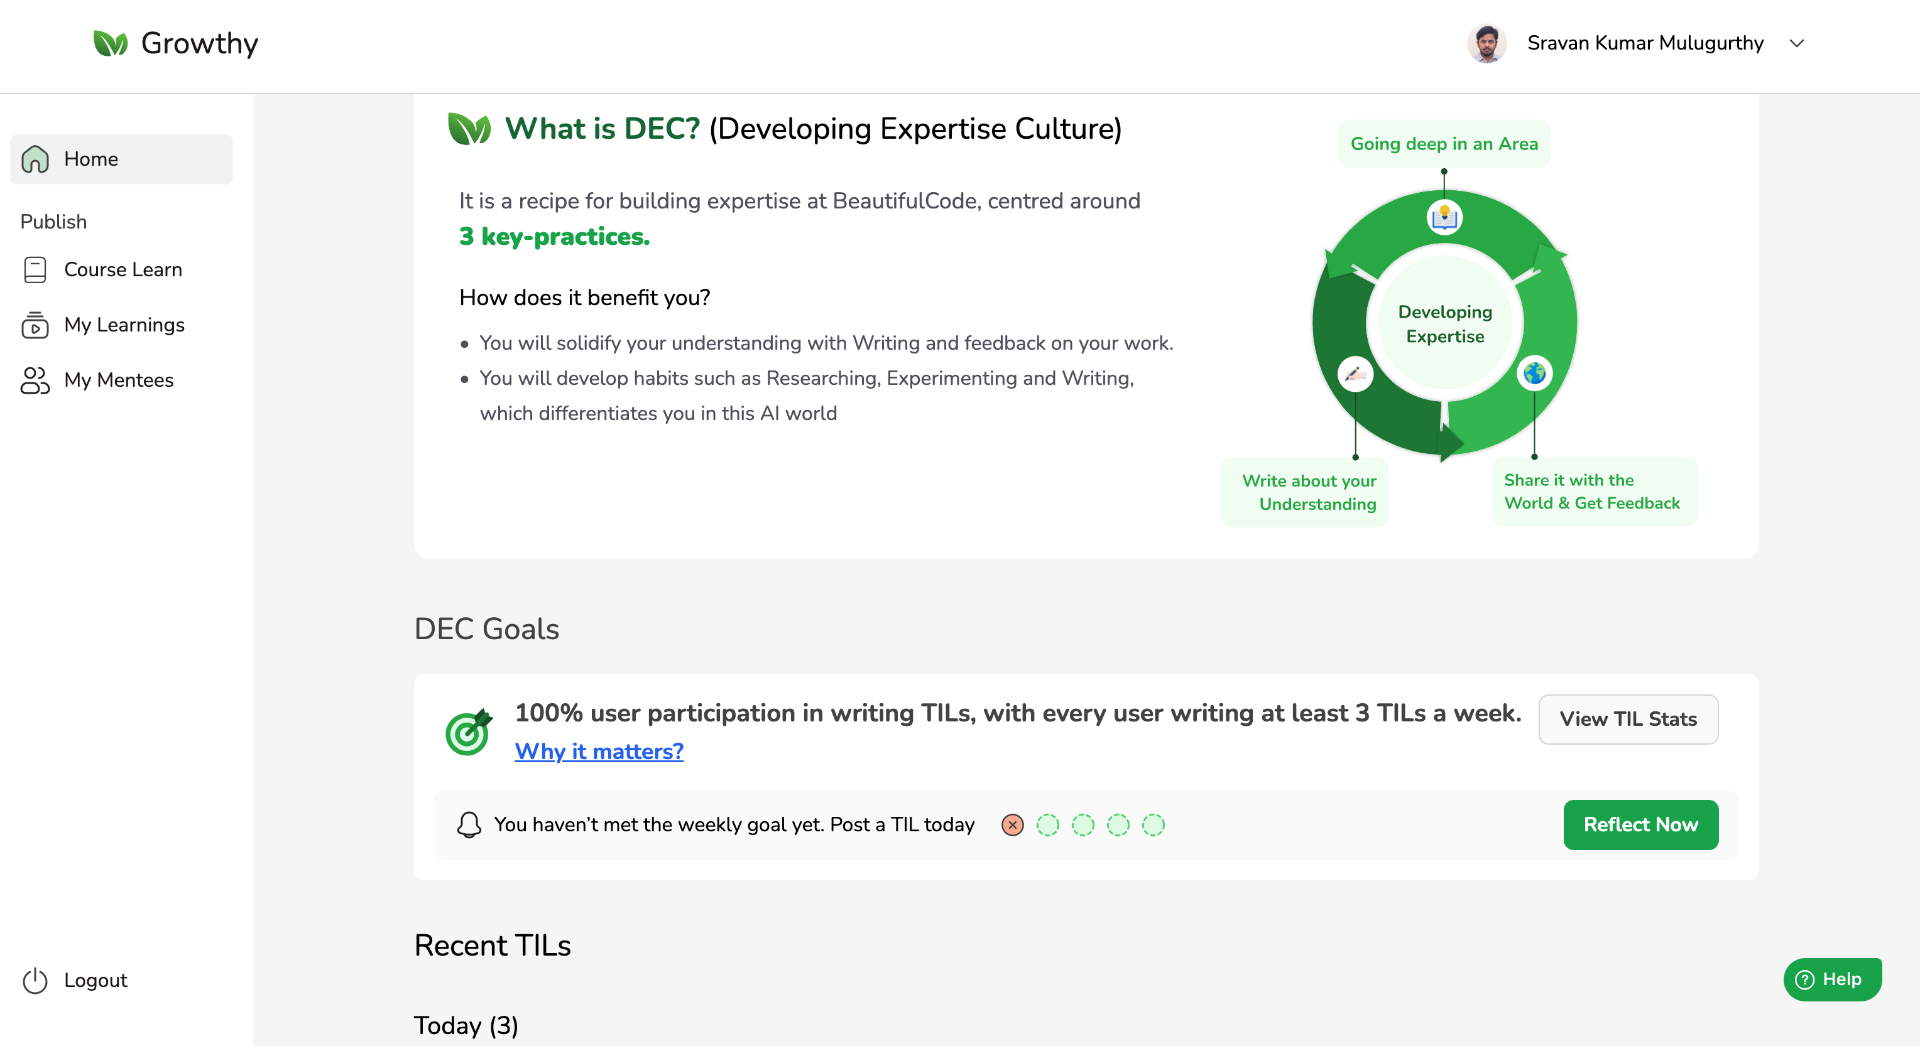 Growthy
Sravan Kumar Mulugurthy
Home
Publish
Course Learn
My Learnings
My Mentees
Logout
What is DEC? (Developing Expertise Culture)
It is a recipe for building expertise at BeautifulCode, centred around
3 key-practices.
How does it benefit you?
• You will solidify your understanding with Writing and feedback on your work.
• You will develop habits such as Researching, Experimenting and Writing,
which differentiates you in this AI world
Going deep in an Area
Developing
Expertise
Write about your
Understanding
Share it with the
World & Get Feedback
DEC Goals
100% user participation in writing TILs, with every user writing at least 3 TILs a week.
Why it matters?
View TIL Stats
You haven’t met the weekly goal yet. Post a TIL today
Reflect Now
Recent TILs
Today (3)
Help